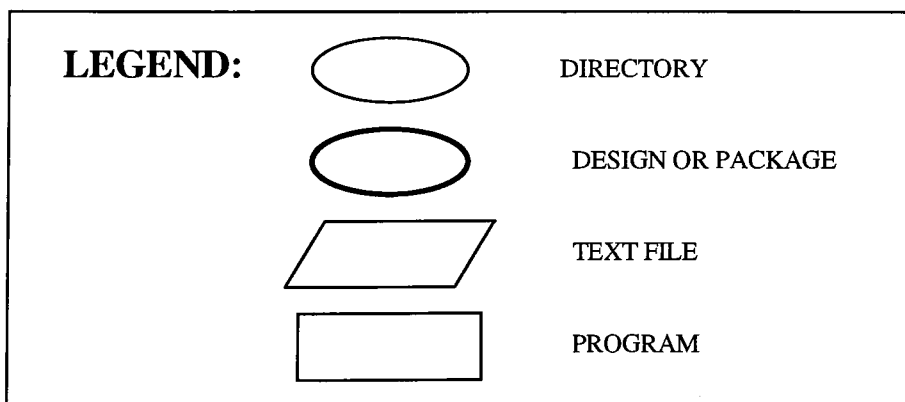 LEGEND:
DIRECTORY
DESIGN OR PACKAGE
TEXT FILE
PROGRAM